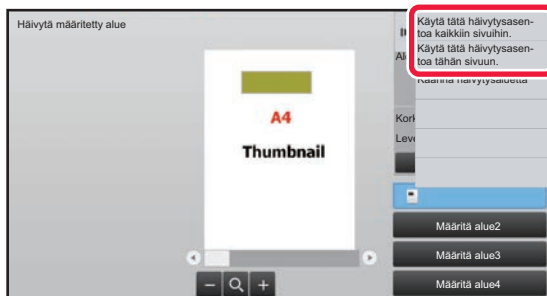 Häivytä määritetty alue
A4
Thumbnail
Käytä tätä häivytysasen-
toa kaikkiin sivuihin.
Käytä tätä häivytysasen-
toa tähän sivuun.
Käännä häivytysaluetta
Kork
Leve
Määritä alue2
Määritä alue3
Määritä alue4